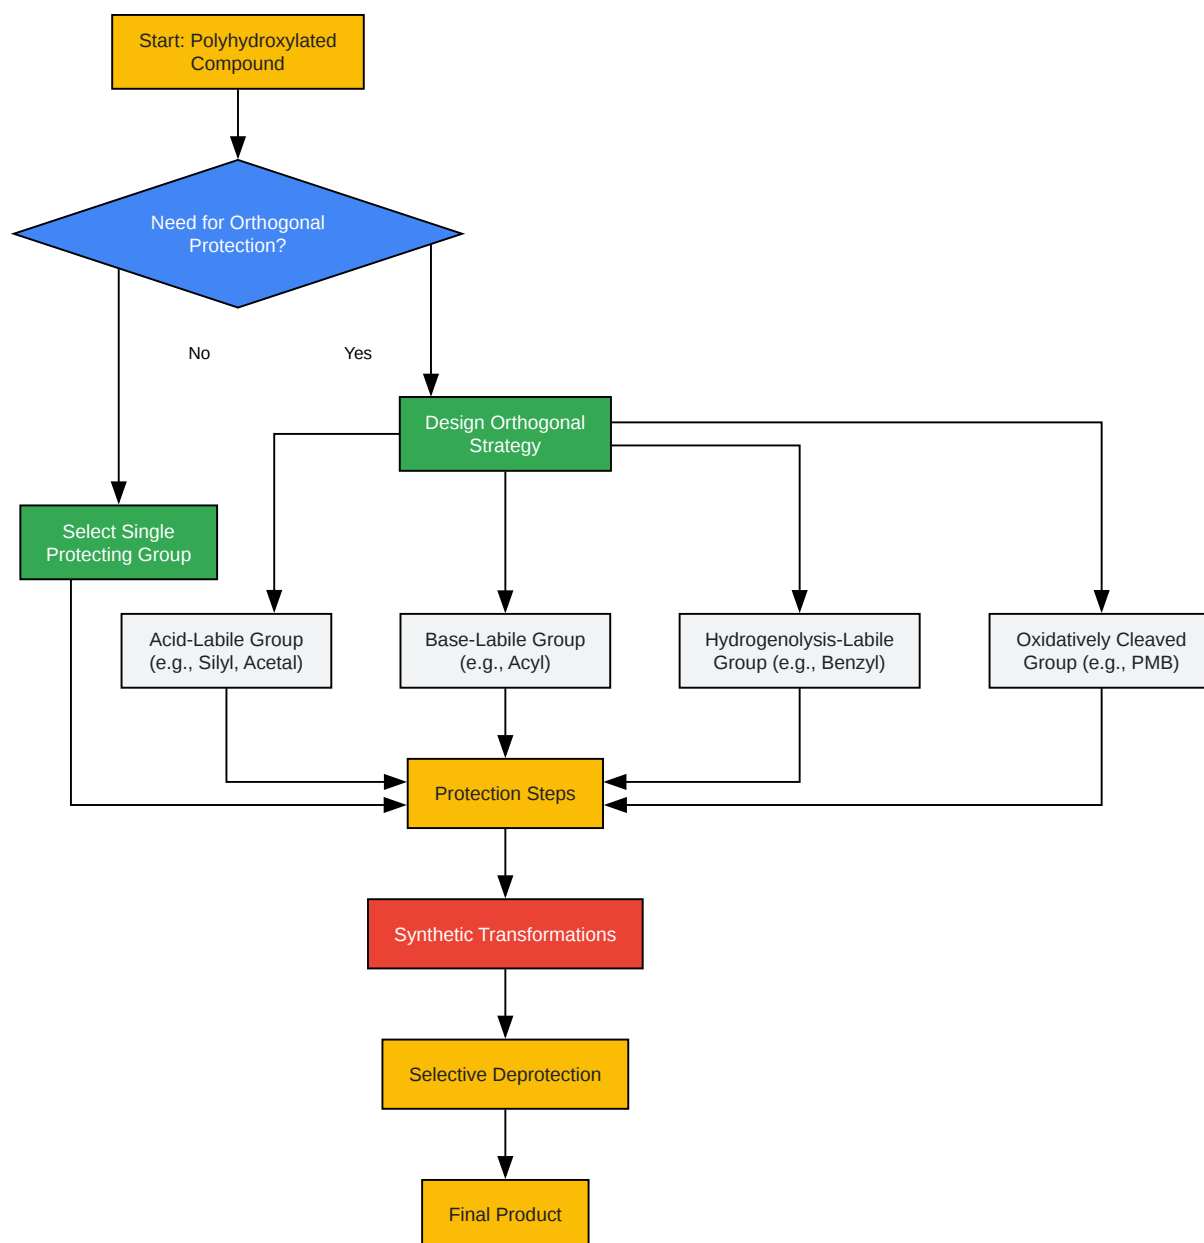 Start: Polyhydroxylated
Compound
Need for Orthogonal
Protection?
No
Yes
Design Orthogonal
Strategy
Select Single
Protecting Group
Acid-Labile Group
(e.g., Silyl, Acetal)
Base-Labile Group
(e.g., Acyl)
Hydrogenolysis-Labile
Group (e.g., Benzyl)
Oxidatively Cleaved
Group (e.g., PMB)
Protection Steps
Synthetic Transformations
Selective Deprotection
Final Product